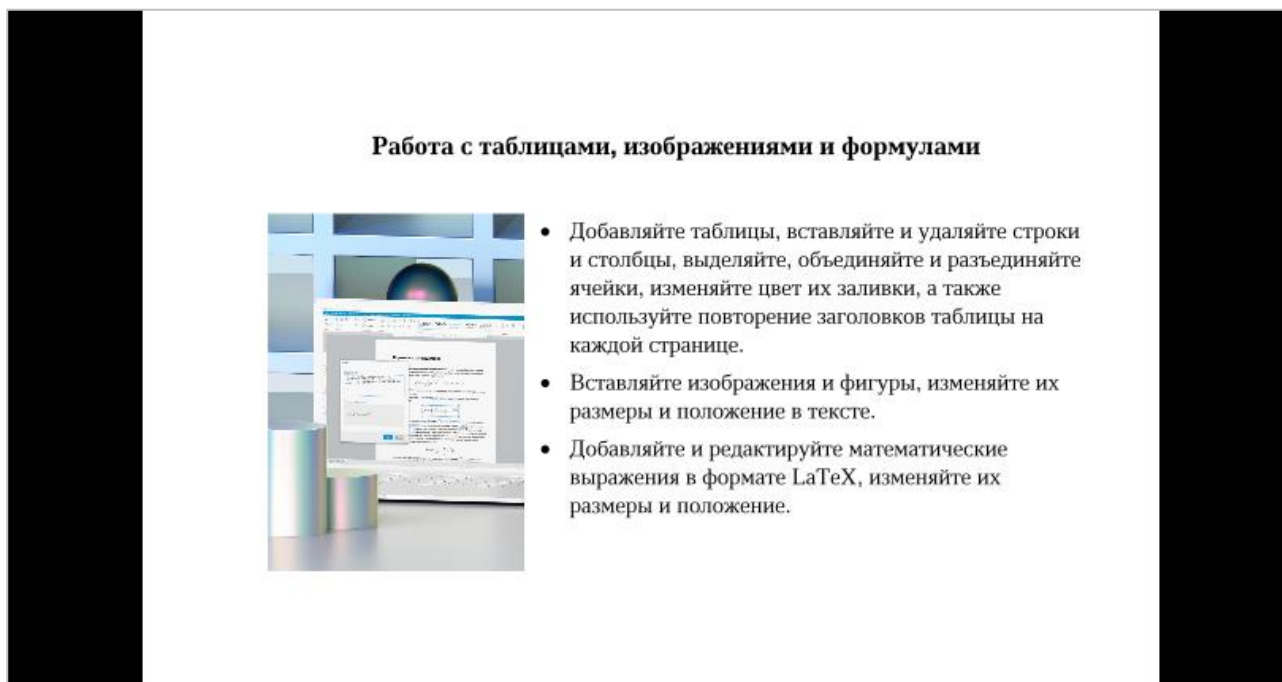 Работа с таблицами, изображениями и формулами
• Добавляйте таблицы, вставляйте и удаляйте строки
и столбцы, выделяйте, объединяйте и разъединяйте
ячейки, изменяйте цвет их заливки, а также
используйте повторение заголовков таблицы на
каждой странице.
• Вставляйте изображения и фигуры, изменяйте их
размеры и положение в тексте.
• Добавляйте и редактируйте математические
выражения в формате LaTeX, изменяйте их
размеры и положение.